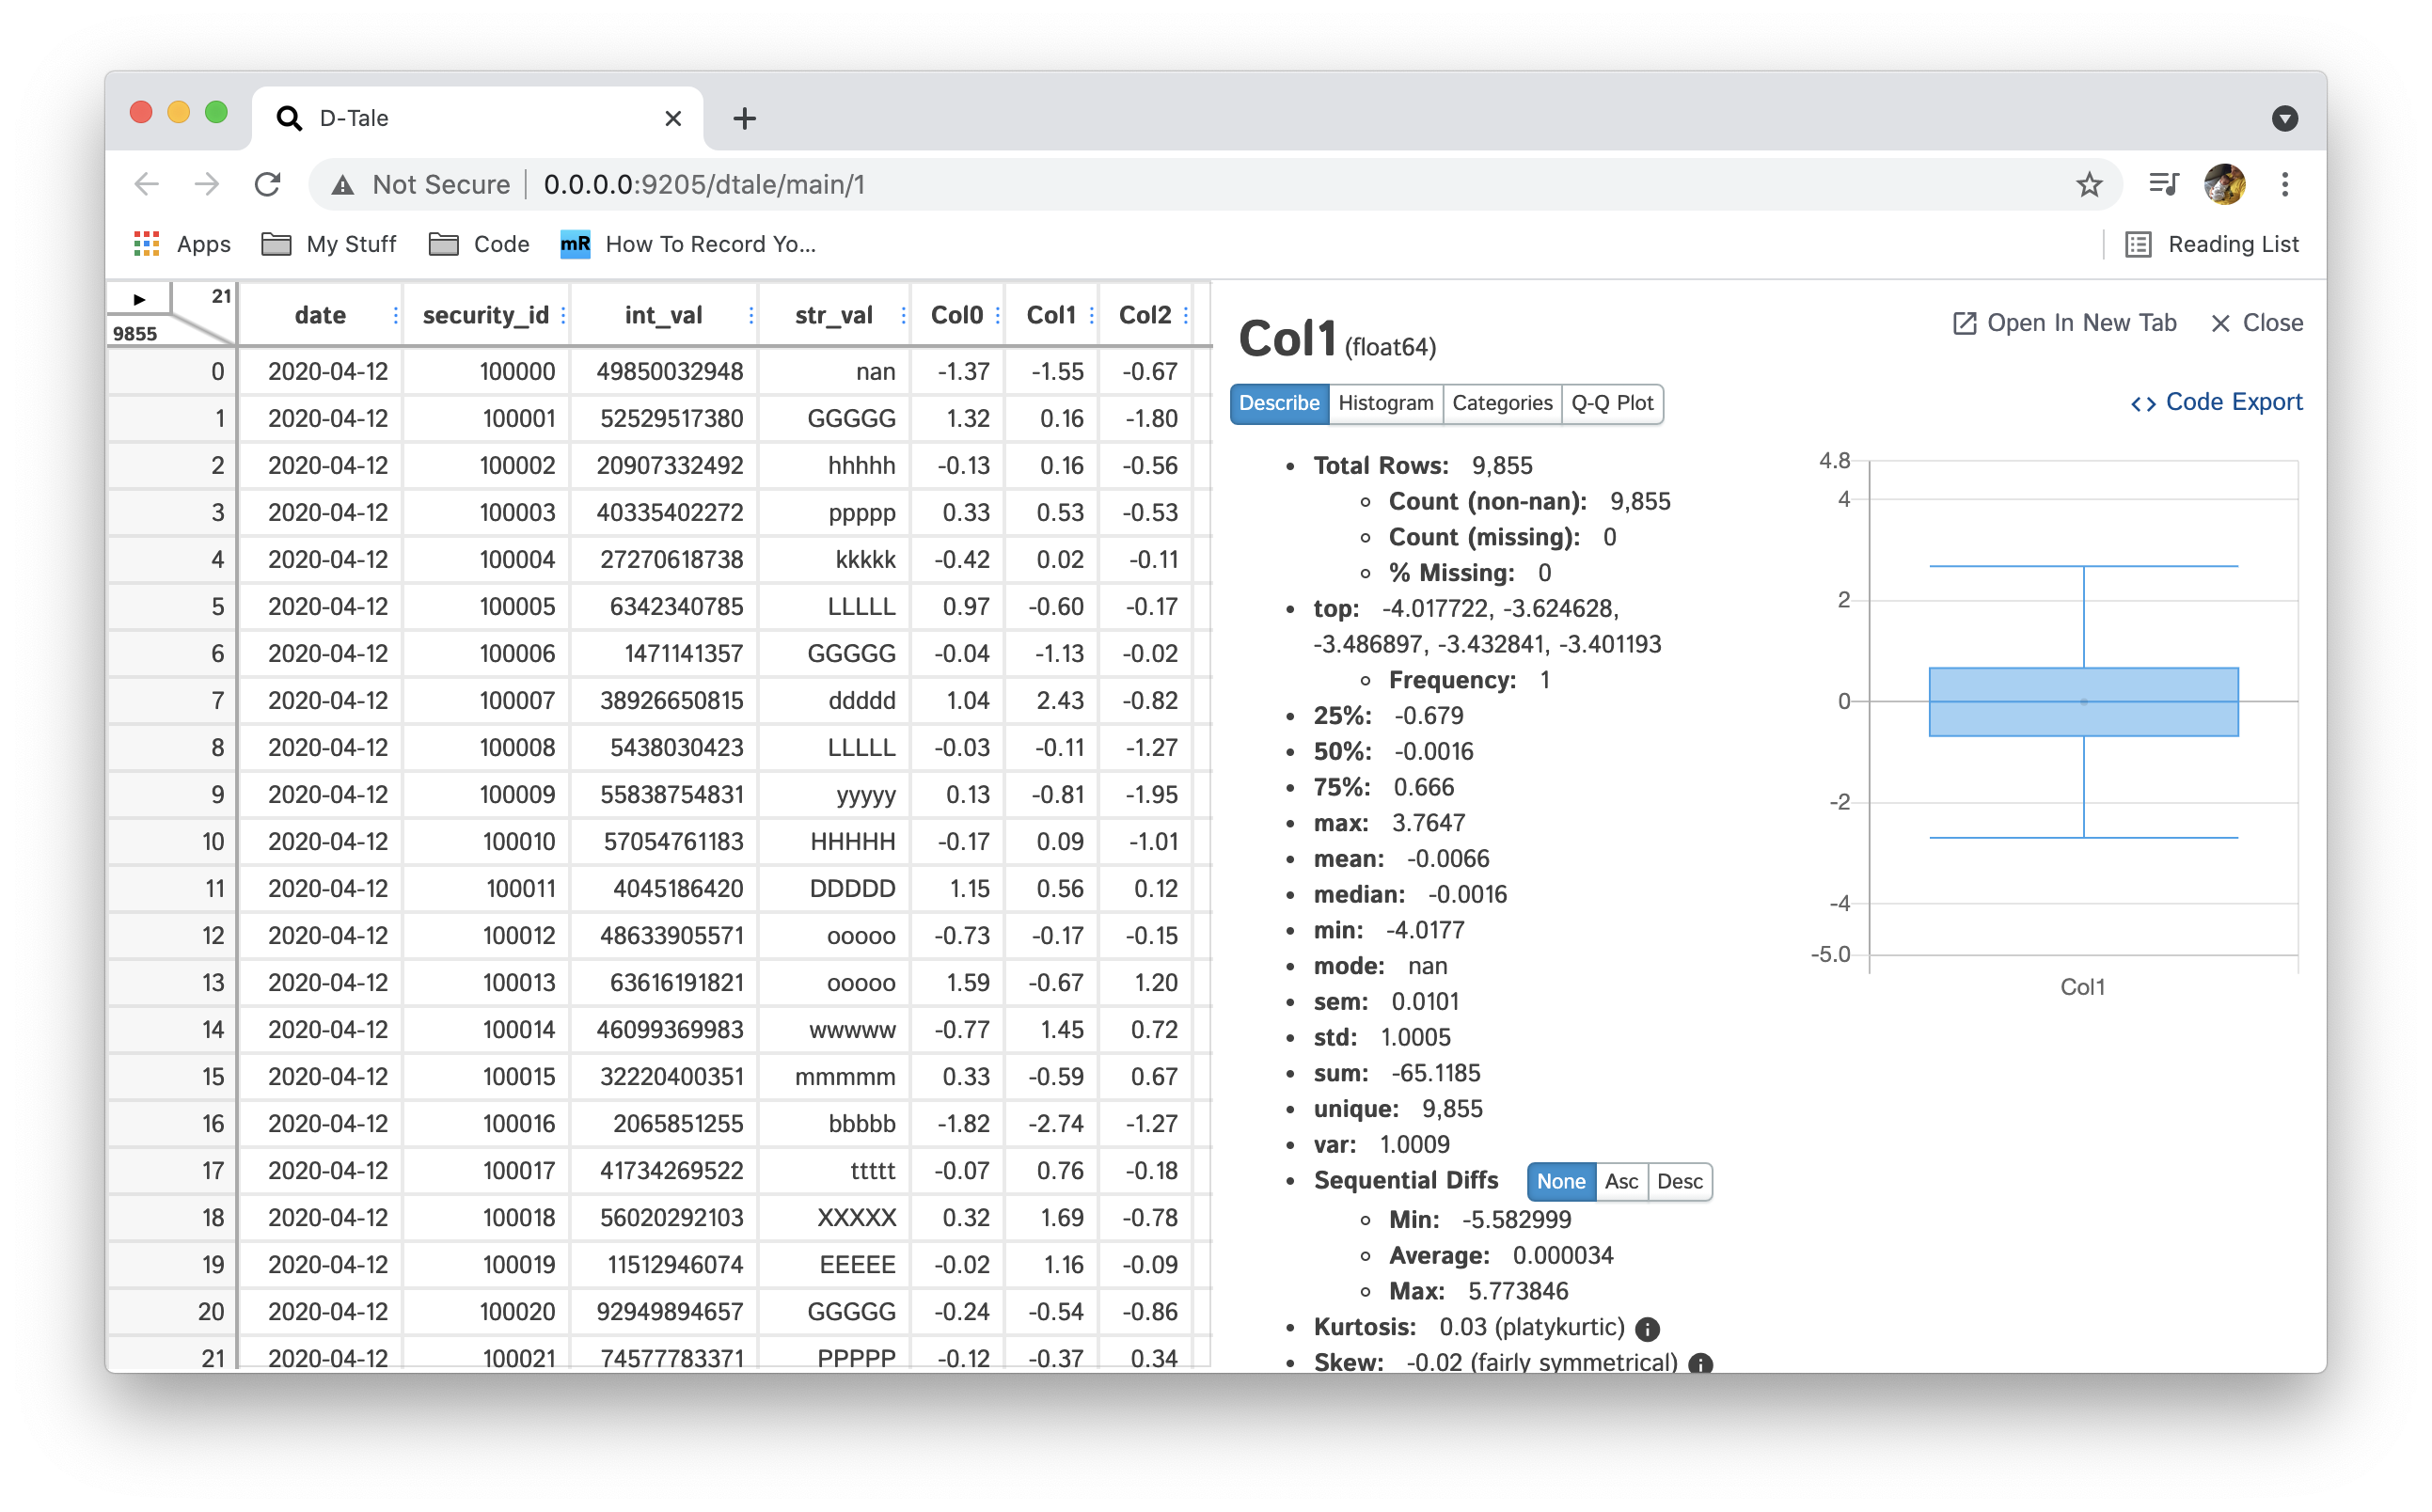 D-Tale
Not Secure 0.0.0.0:9205/dtale/main/1
Apps My Stuff Code mR How To Record Yo... Reading List
21
9855
date security_id int_val str_val Col0 Col1 Col2
0 2020-04-12 100000 49850032948 nan -1.37 -1.55 -0.67
1 2020-04-12 100001 52529517380 GGGGG 1.32 0.16 -1.80
2 2020-04-12 100002 20907332492 hhhhh -0.13 0.16 -0.56
3 2020-04-12 100003 40335402272 ppppp 0.33 0.53 -0.53
4 2020-04-12 100004 27270618738 kkkkk -0.42 0.02 -0.11
5 2020-04-12 100005 6342340785 LLLLL 0.97 -0.60 -0.17
6 2020-04-12 100006 1471141357 GGGGG -0.04 -1.13 -0.02
7 2020-04-12 100007 38926650815 ddddd 1.04 2.43 -0.82
8 2020-04-12 100008 5438030423 LLLLL -0.03 -0.11 -1.27
9 2020-04-12 100009 55838754831 yyyyy 0.13 -0.81 -1.95
10 2020-04-12 100010 57054761183 HHHHH -0.17 0.09 -1.01
11 2020-04-12 100011 4045186420 DDDDD 1.15 0.56 0.12
12 2020-04-12 100012 48633905571 ooooo -0.73 -0.17 -0.15
13 2020-04-12 100013 63616191821 ooooo 1.59 -0.67 1.20
14 2020-04-12 100014 46099369983 wwwww -0.77 1.45 0.72
15 2020-04-12 100015 32220400351 mmmmm 0.33 -0.59 0.67
16 2020-04-12 100016 2065851255 bbbbb -1.82 -2.74 -1.27
17 2020-04-12 100017 41734269522 ttttt -0.07 0.76 -0.18
18 2020-04-12 100018 56020292103 XXXXX 0.32 1.69 -0.78
19 2020-04-12 100019 11512946074 EEEEE -0.02 1.16 -0.09
20 2020-04-12 100020 92949894657 GGGGG -0.24 -0.54 -0.86
21 2020-04-12 100021 74577783371 PPPPP -0.12 -0.37 0.34
Col1 (float64)
Open In New Tab Close
Describe Histogram Categories Q-Q Plot
Code Export
Total Rows: 9,855
Count (non-nan): 9,855
Count (missing): 0
% Missing: 0
top: -4.017722, -3.624628,
-3.486897, -3.432841, -3.401193
Frequency: 1
25%: -0.679
50%: -0.0016
75%: 0.666
max: 3.7647
mean: -0.0066
median: -0.0016
min: -4.0177
mode: nan
sem: 0.0101
std: 1.0005
sum: -65.1185
unique: 9,855
var: 1.0009
Sequential Diffs None Asc Desc
Min: -5.582999
Average: 0.000034
Max: 5.773846
Kurtosis: 0.03 (platykurtic)
Skew: -0.02 (fairly symmetrical)
4.8
4
2
0
-2
-4
-5.0
Col1